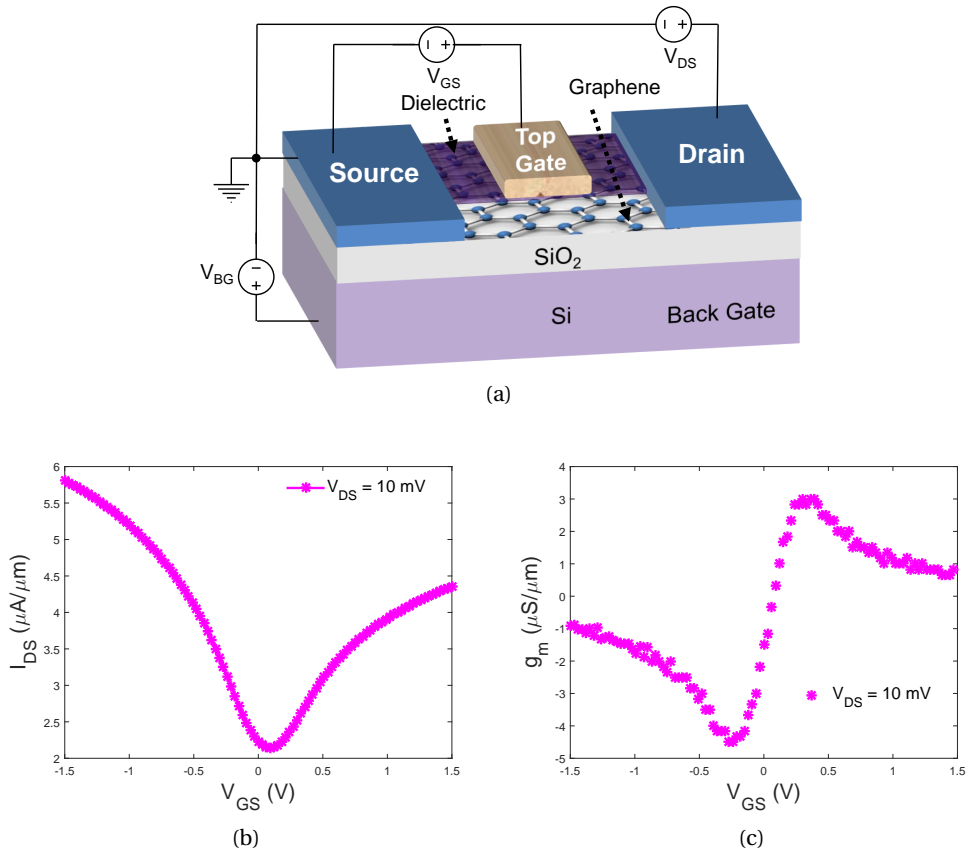 V_DS
V_GS
Dielectric
Graphene
Top
Gate
Source
Drain
V_BG
SiO_2
Si
Back Gate
(a)
V_DS = 10 mV
I_DS (μA/μm)
6
5.5
5
4.5
4
3.5
3
2.5
2
-1.5
-1
-0.5
0
0.5
1
1.5
V_GS (V)
(b)
g_m (μS/μm)
4
3
2
1
0
-1
-2
-3
-4
-5
V_DS = 10 mV
-1.5
-1
-0.5
0
0.5
1
1.5
V_GS (V)
(c)